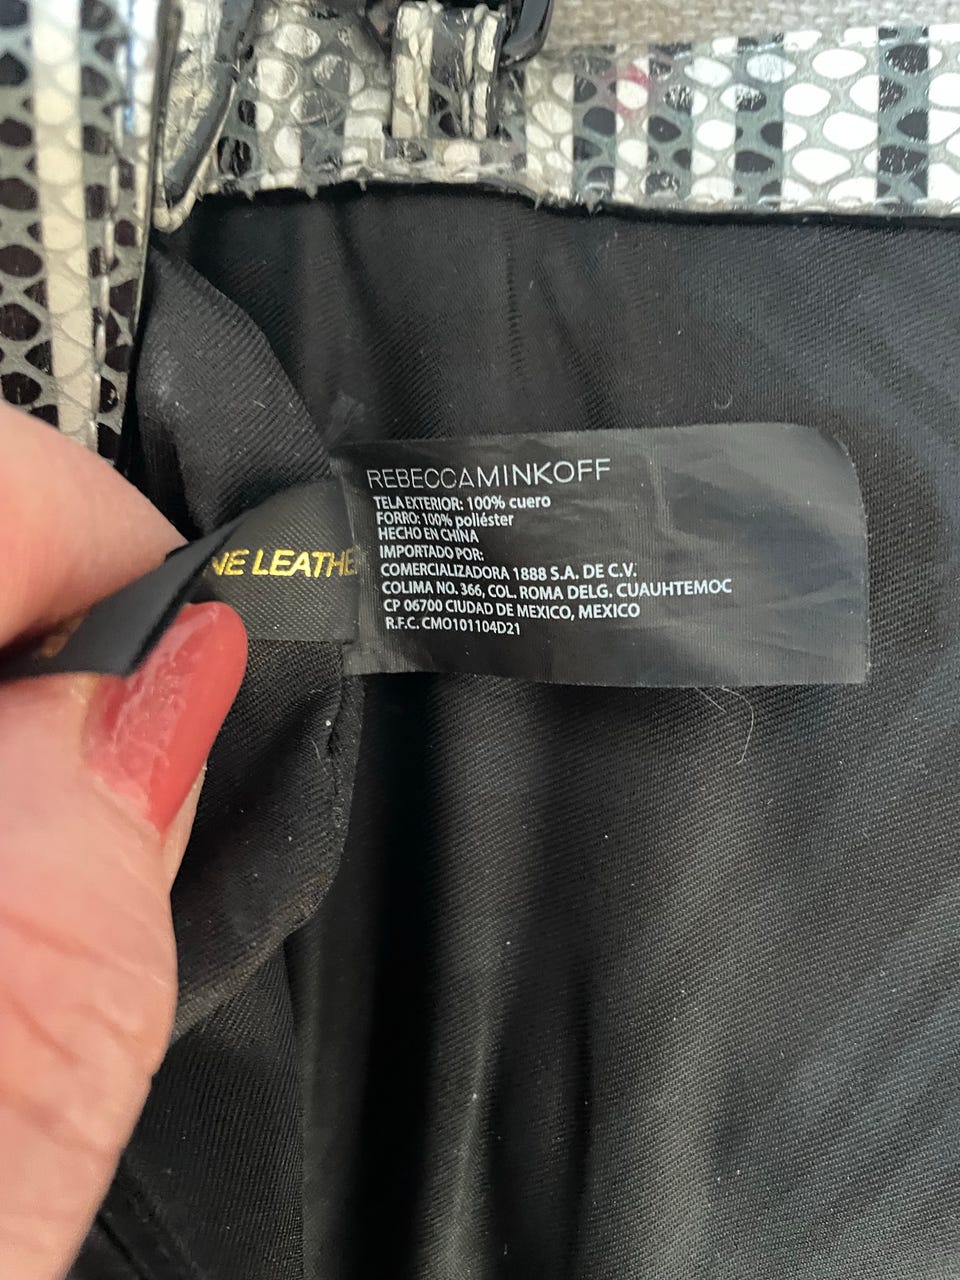 REBECCAMINKOFF
TELA EXTERIOR: 100% cuero
FORRO: 100% poliéster
HECHO EN CHINA
IMPORTADO POR:
COMERCIALIZADORA 1888 S.A. DE C.V.
COLIMA NO. 366, COL. ROMA DELG. CUAUHTEMOC
CP 06700 CIUDAD DE MEXICO, MEXICO
R.F.C. CMO101104D21
NE LEATHE